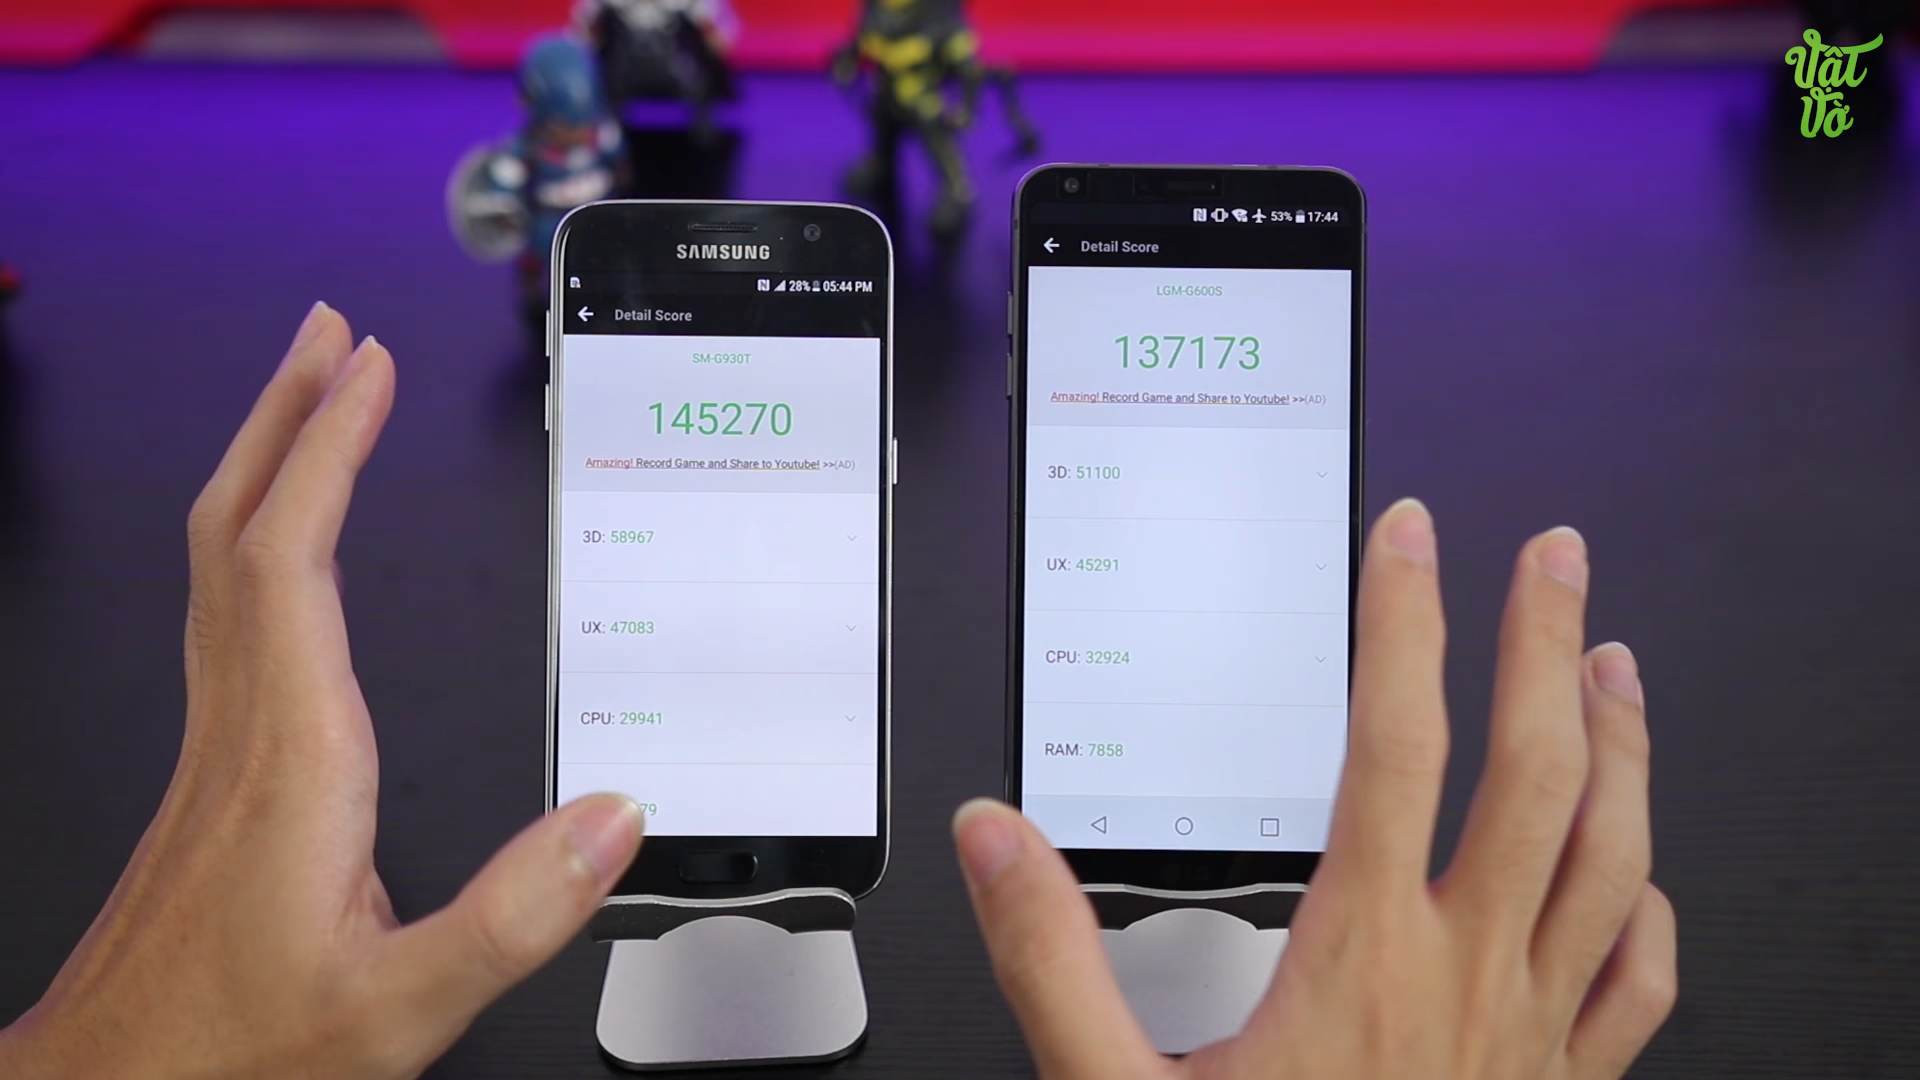 Vật
Vờ
SAMSUNG
28% 05:44 PM
Detail Score
SM-G930T
145270
Amazing! Record Game and Share to Youtube! >>(AD)
3D: 58967
UX: 47083
CPU: 29941
79
53% 17:44
Detail Score
LGM-G600S
137173
Amazing! Record Game and Share to Youtube! >>(AD)
3D: 51100
UX: 45291
CPU: 32924
RAM: 7858